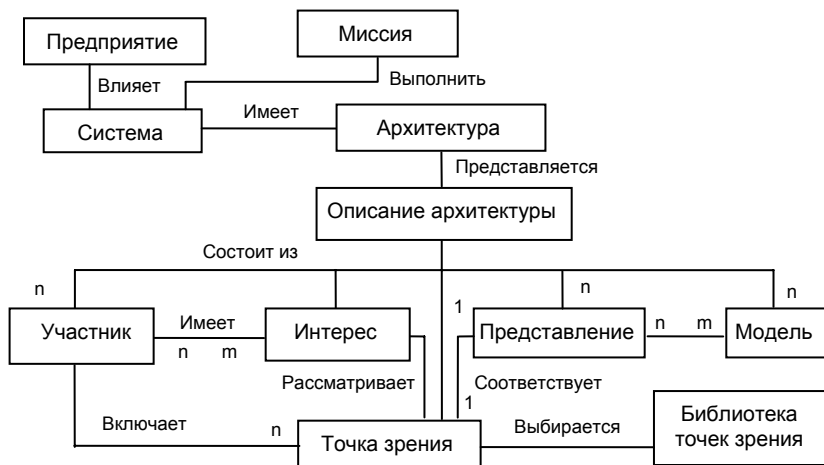 Предприятие
Миссия
Влияет
Выполнить
Система
Имеет
Архитектура
Представляется
Описание архитектуры
Состоит из
n
n
n
1
Участник
Имеет
n
m
Интерес
Представление
n
m
Модель
Рассматривает
Соответствует
1
Включает
n
Точка зрения
Выбирается
Библиотека
точек зрения